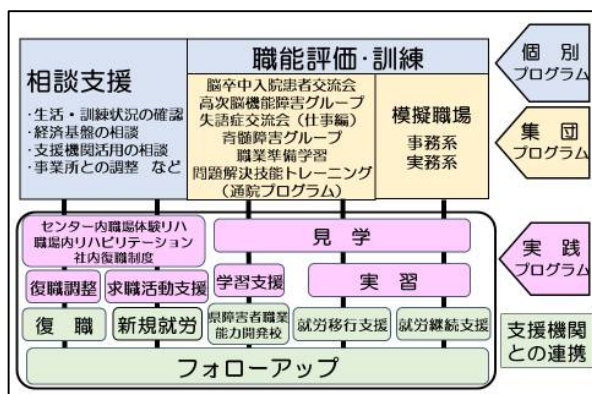 相談支援
・生活・訓練状況の確認
・経済基盤の相談
・支援機関活用の相談
・事業所との調整 など
職能評価・訓練
脳卒中入院患者交流会
高次脳機能障害グループ
失語症交流会（仕事編）
脊髄障害グループ
職業準備学習
問題解決技能トレーニング
（通院プログラム）
模擬職場
事務系
実務系
個別
プログラム
集団
プログラム
センター内職場体験リハ
職場内リハビリテーション
社内復職制度
見学
実践
プログラム
復職調整
求職活動支援
学習支援
実習
復職
新規就労
県障害者職業
能力開発校
就労移行支援
就労継続支援
支援機関
との連携
フォローアップ